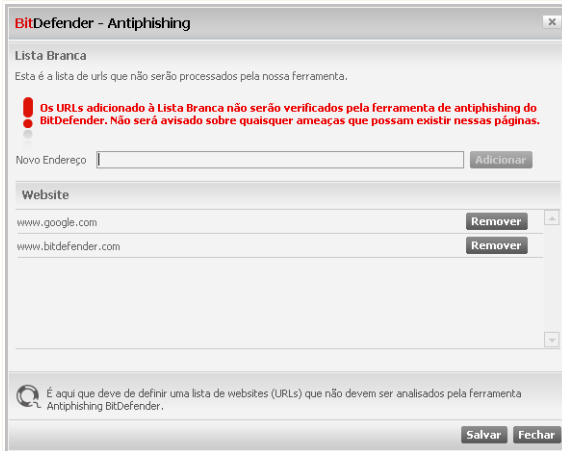 BitDefender - Antiphishing
Lista Branca
Esta é a lista de urls que não serão processados pela nossa ferramenta.
Os URLs adicionado à Lista Branca não serão verificados pela ferramenta de antiphishing do
BitDefender. Não será avisado sobre quaisquer ameaças que possam existir nessas páginas.
Novo Endereço
Adicionar
Website
www.google.com
Remover
www.bitdefender.com
Remover
É aqui que deve de definir uma lista de websites (URLs) que não devem ser analisados pela ferramenta
Antiphishing BitDefender.
Salvar
Fechar